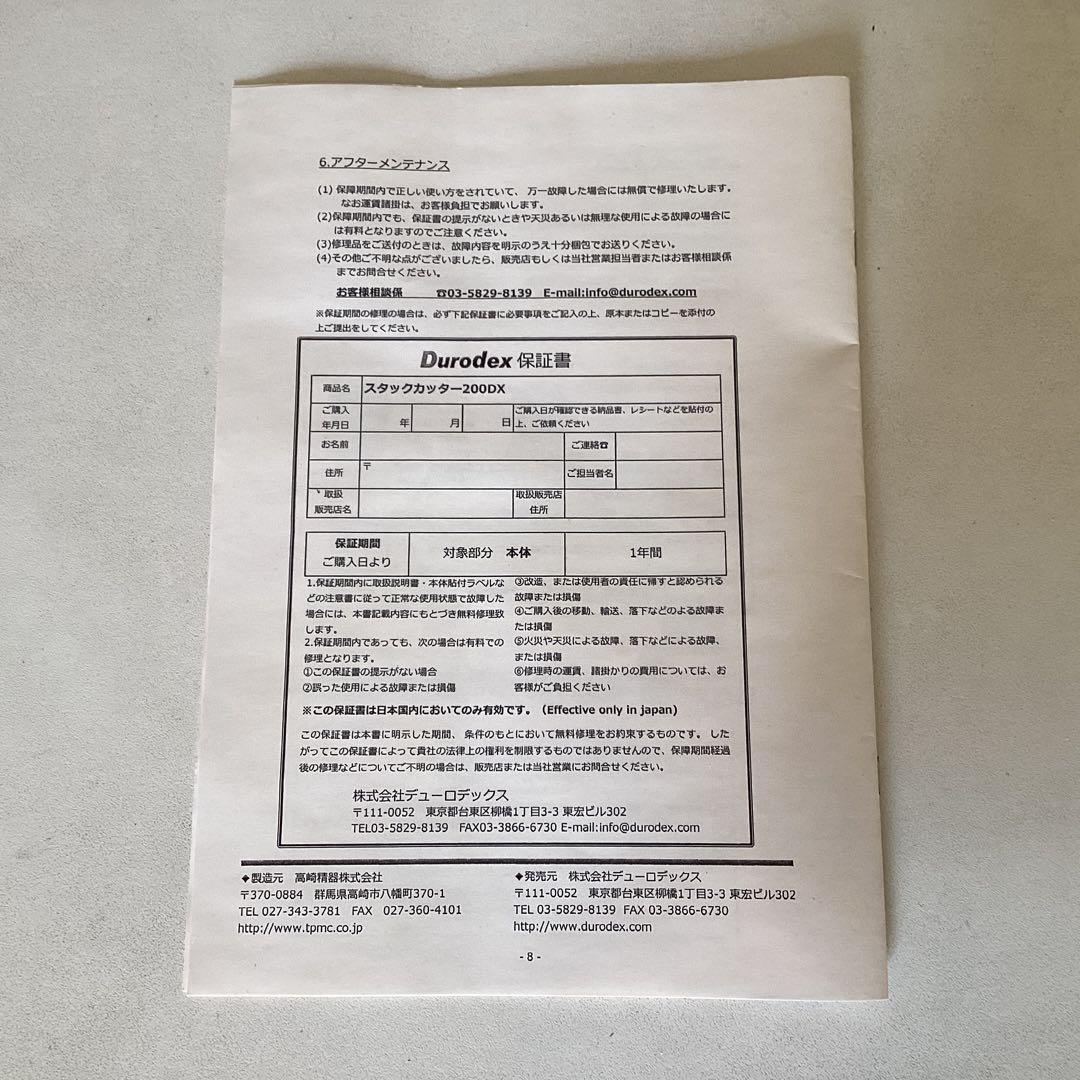 6.アフターメンテナンス
(1) 保障期間内で正しい使い方をされていて、 万一故障した場合には無償で修理いたします。
なお運賃諸掛は、お客様負担でお願いします。
(2)保障期間内でも、保証書の提示がないときや天災あるいは無理な使用による故障の場合に
は有料となりますのでご注意ください。
(3)修理品をご送付のときは、故障内容を明示のうえ十分梱包でお送りください。
(4)その他ご不明な点がございましたら、販売店もしくは当社営業担当者またはお客様相談係
までお問合せください。
お客様相談係 ☎03-5829-8139 E-mail:info@durodex.com
※保証期間の修理の場合は、必ず下記保証書に必要事項をご記入の上、原本またはコピーを添付の
上ご提出をしてください。
Durodex 保証書
商品名 スタックカッター200DX
ご購入
年月日 年 月 日 ご購入日が確認できる納品書、レシートなどを貼付の
上、ご依頼ください
お名前 ご連絡☎
住所 〒 ご担当者名
取扱
販売店名 取扱販売店
住所
保証期間
ご購入日より 対象部分 本体 1年間
1.保証期間内に取扱説明書・本体貼付ラベルな
どの注意書に従って正常な使用状態で故障した
場合には、本書記載内容にもとづき無料修理致
します。
2.保証期間内であっても、次の場合は有料での
修理となります。
①この保証書の提示がない場合
②誤った使用による故障または損傷
③改造、または使用者の責任に帰すと認められる
故障または損傷
④ご購入後の移動、輸送、落下などのよる故障ま
たは損傷
⑤火災や天災による故障、落下などによる故障、
または損傷
⑥修理時の運賃、諸掛かりの費用については、お
客様がご負担ください
※この保証書は日本国内においてのみ有効です。 (Effective only in japan)
この保証書は本書に明示した期間、条件のもとにおいて無料修理をお約束するものです。した
がってこの保証書によって貴社の法律上の権利を制限するものではありませんので、保障期間経過
後の修理などについてご不明の場合は、販売店または当社営業にお問合せください。
株式会社デューロデックス
〒111-0052 東京都台東区柳橋1丁目3-3 東宏ビル302
TEL03-5829-8139 FAX03-3866-6730 E-mail:info@durodex.com
◆製造元 高崎精器株式会社
〒370-0884 群馬県高崎市八幡町370-1
TEL 027-343-3781 FAX 027-360-4101
http://www.tpmc.co.jp
◆発売元 株式会社デューロデックス
〒111-0052 東京都台東区柳橋1丁目3-3 東宏ビル302
TEL 03-5829-8139 FAX 03-3866-6730
http://www.durodex.com
- 8 -